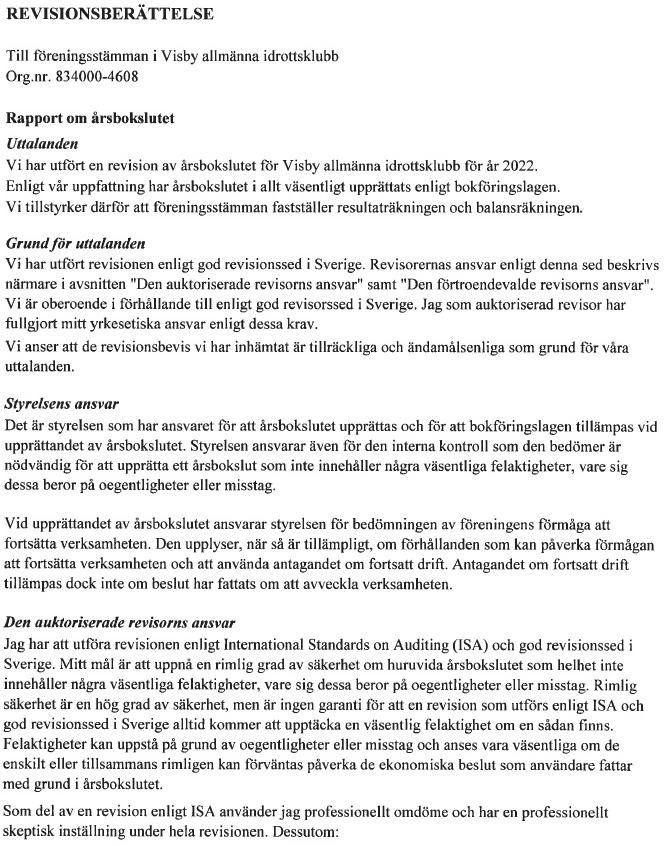 REVISIONSBERÄTTELSE
Till föreningsstämman i Visby allmänna idrottsklubb
Org.nr. 834000-4608
Rapport om årsbokslutet
Uttalanden
Vi har utfört en revision av årsbokslutet för Visby allmänna idrottsklubb för år 2022.
Enligt vår uppfattning har årsbokslutet i allt väsentligt upprättats enligt bokföringslagen.
Vi tillstyrker därför att föreningsstämman fastställer resultaträkningen och balansräkningen.
Grund för uttalanden
Vi har utfört revisionen enligt god revisionssed i Sverige. Revisorernas ansvar enligt denna sed beskrivs
närmare i avsnitten "Den auktoriserade revisorns ansvar" samt "Den förtroendevalde revisorns ansvar".
Vi är oberoende i förhållande till enligt god revisorssed i Sverige. Jag som auktoriserad revisor har
fullgjort mitt yrkesetiska ansvar enligt dessa krav.
Vi anser att de revisionsbevis vi har inhämtat är tillräckliga och ändamålsenliga som grund för våra
uttalanden.
Styrelsens ansvar
Det är styrelsen som har ansvaret för att årsbokslutet upprättas och för att bokföringslagen tillämpas vid
upprättandet av årsbokslutet. Styrelsen ansvarar även för den interna kontroll som den bedömer är
nödvändig för att upprätta ett årsbokslut som inte innehåller några väsentliga felaktigheter, vare sig
dessa beror på oegentligheter eller misstag.
Vid upprättandet av årsbokslutet ansvarar styrelsen för bedömningen av föreningens förmåga att
fortsätta verksamheten. Den upplyser, när så är tillämpligt, om förhållanden som kan påverka förmågan
att fortsätta verksamheten och att använda antagandet om fortsatt drift. Antagandet om fortsatt drift
tillämpas dock inte om beslut har fattats om att avveckla verksamheten.
Den auktoriserade revisorns ansvar
Jag har att utföra revisionen enligt International Standards on Auditing (ISA) och god revisionssed i
Sverige. Mitt mål är att uppnå en rimlig grad av säkerhet om huruvida årsbokslutet som helhet inte
innehåller några väsentliga felaktigheter, vare sig dessa beror på oegentligheter eller misstag. Rimlig
säkerhet är en hög grad av säkerhet, men är ingen garanti för att en revision som utförs enligt ISA och
god revisionssed i Sverige alltid kommer att upptäcka en väsentlig felaktighet om en sådan finns.
Felaktigheter kan uppstå på grund av oegentligheter eller misstag och anses vara väsentliga om de
enskilt eller tillsammans rimligen kan förväntas påverka de ekonomiska beslut som användare fattar
med grund i årsbokslutet.
Som del av en revision enligt ISA använder jag professionellt omdöme och har en professionellt
skeptisk inställning under hela revisionen. Dessutom: